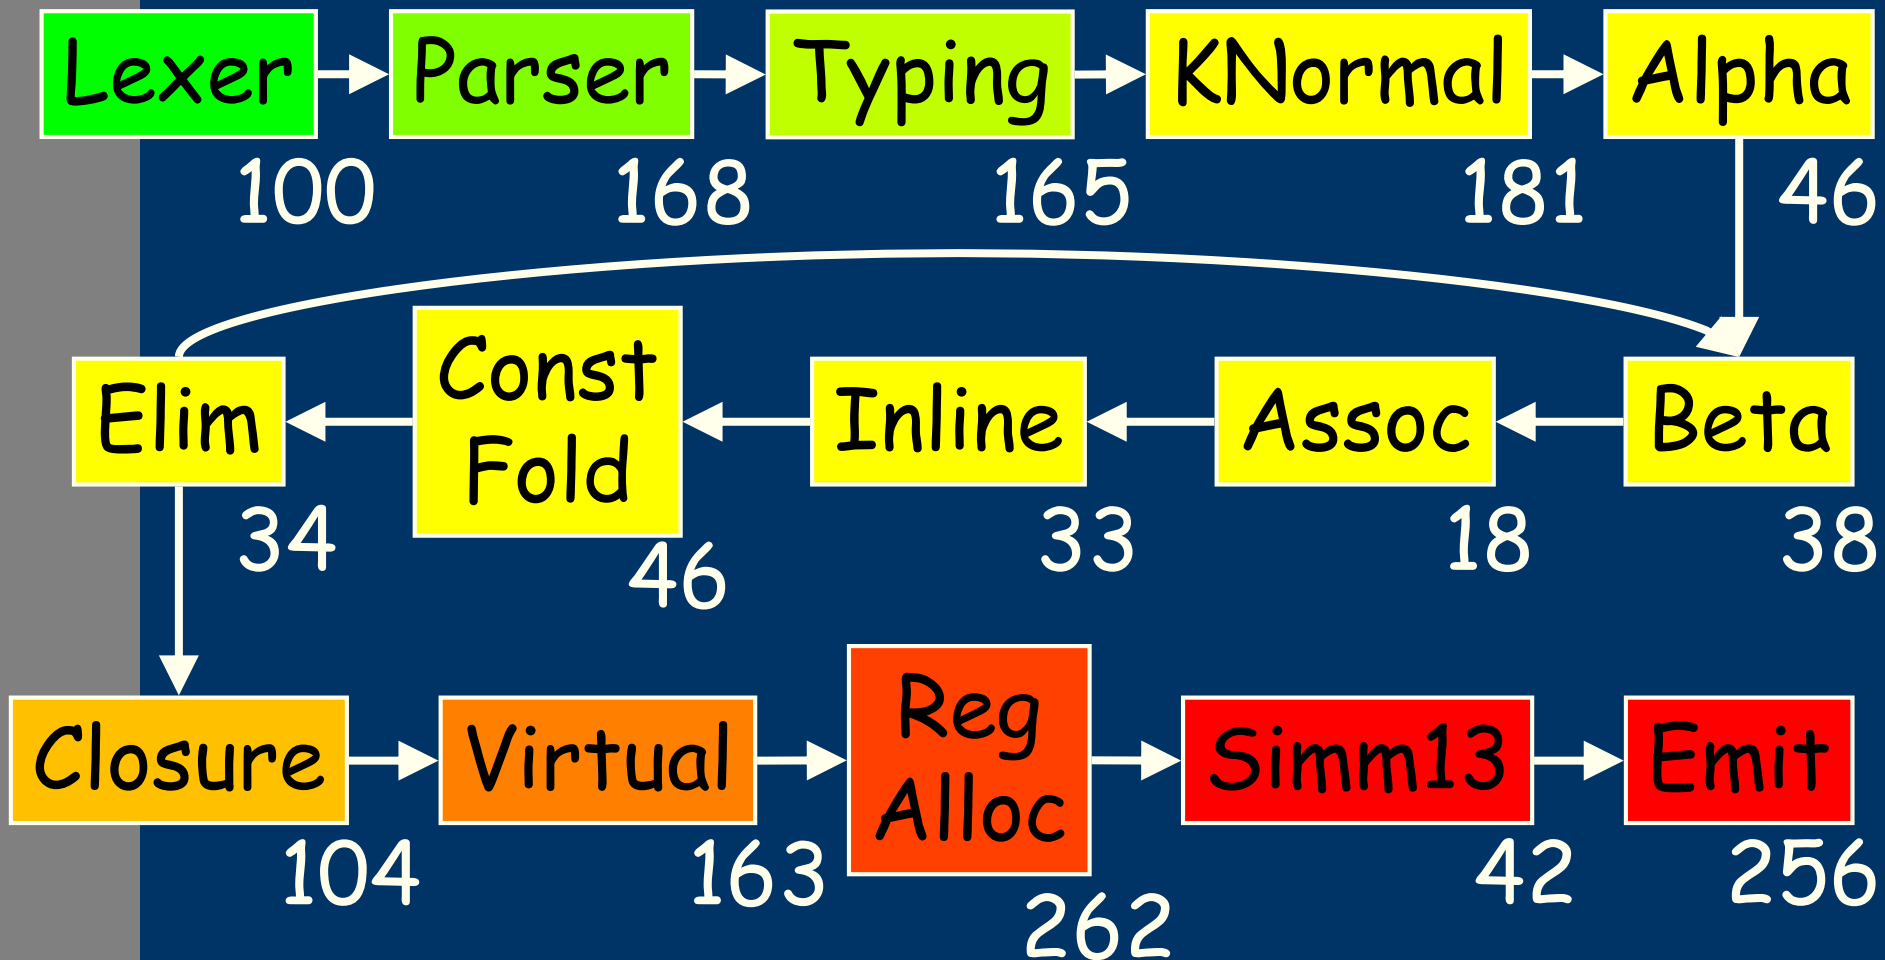 Lexer
Parser
Typing
KNormal
Alpha
100
168
165
181
46
Elim
Const
Fold
Inline
Assoc
Beta
34
46
33
18
38
Closure
Virtual
Reg
Alloc
Simm13
Emit
104
163
262
42
256